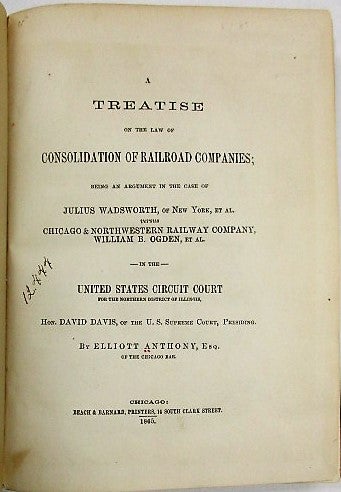 A
TREATISE
ON THE LAW OF
CONSOLIDATION OF RAILROAD COMPANIES;
BEING AN ARGUMENT IN THE CASE OF
JULIUS WADSWORTH, OF NEW YORK, ET AL.
VERSUS
CHICAGO & NORTHWESTERN RAILWAY COMPANY,
WILLIAM B. OGDEN, ET AL.
— IN THE —
UNITED STATES CIRCUIT COURT
FOR THE NORTHERN DISTRICT OF ILLINOIS,
HON. DAVID DAVIS, OF THE U. S. SUPREME COURT, PRESIDING.
BY ELLIOTT ANTHONY, ESQ.
OF THE CHICAGO BAR.
CHICAGO:
BEACH & BARNARD, PRINTERS, 14 SOUTH CLARK STREET.
1865.